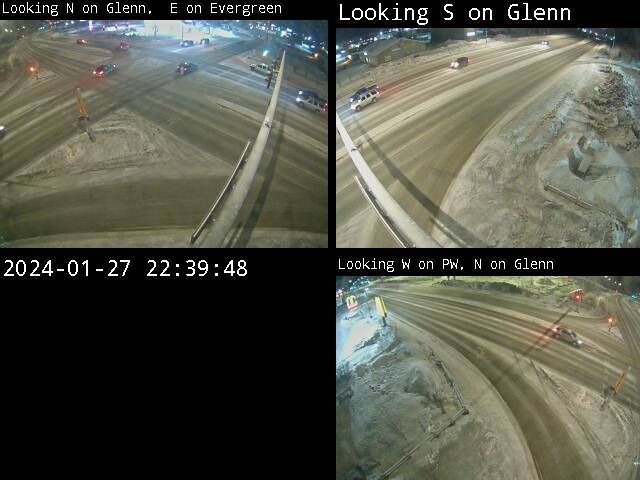 Looking N on Glenn,  E on Evergreen
Looking S on Glenn
2024-01-27 22:39:48
Looking W on PW, N on Glenn